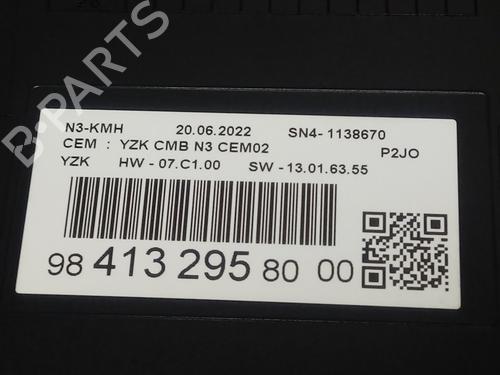 B-PARTS
N3-KMH 20.06.2022 SN4- 1138670
CEM : YZK CMB N3 CEM02 P2JO
YZK HW - 07.C1.00 SW - 13.01.63.55
98 413 295 80 00